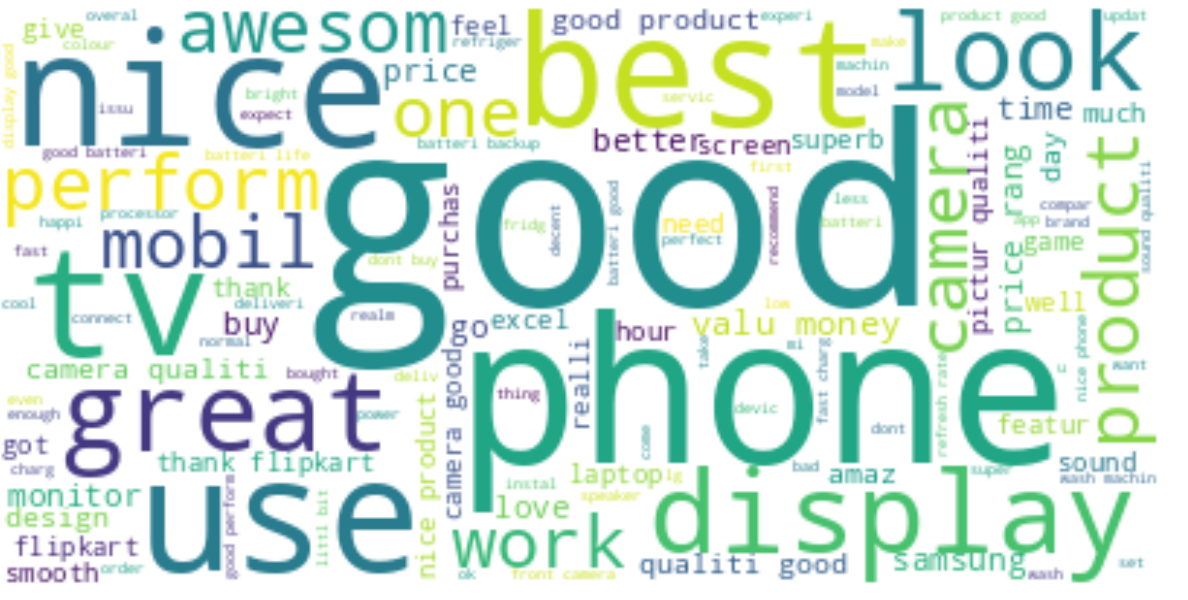 overal
give
colour
awesom
feel
refriger
good product
experi
product good
updat
nice
best
look
display good
price
one
make
machin
model
issu
bright
expect
servic
time
much
good batteri
batteri life
batteri backup
better
screen
superb
first
perform
good
camera
pictur qualiti
price rang
day
product
sound qualiti
happi
processor
mobil
purchas
fridg
decent
batteri good
need
perfect
recommend
less
batteri
compar
app
brand
game
fast
tv
thank
dont buy
cool
connect
deliveri
buy
normal
realm
go
excel
hour
low
valu money
well
camera qualiti
bought
deliv
phone
realli
take
mi
fast charg
refresh rate
c
nice phone
want
even
enough
great
power
nice product
camera good
thing
devic
come
dont
featur
got
charg
thank flipkart
monitor
design
flipkart
smooth
order
use
good perform
littl bit
instal
love
laptop
ig
speaker
bad
amaz
super
sound
wash machin
work
display
ok
front camera
qualiti good
samsung
wash
set